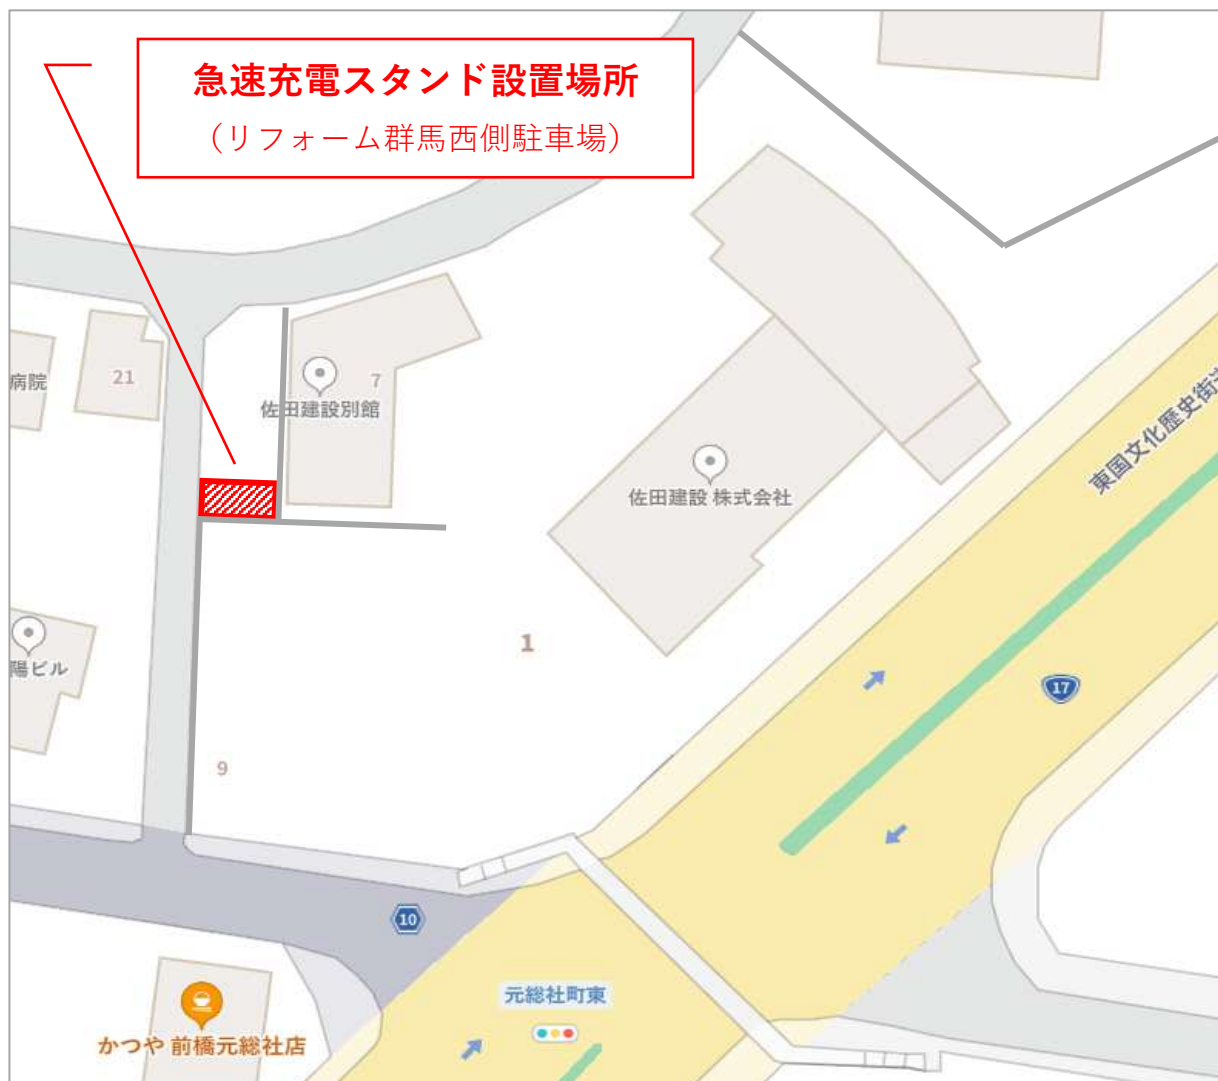 急速充電スタンド設置場所
（リフォーム群馬西側駐車場）
病院
21
7
佐田建設別館
佐田建設 株式会社
東国文化歴史街道
陽ビル
1
17
9
10
元総社町東
かつや 前橋元総社店